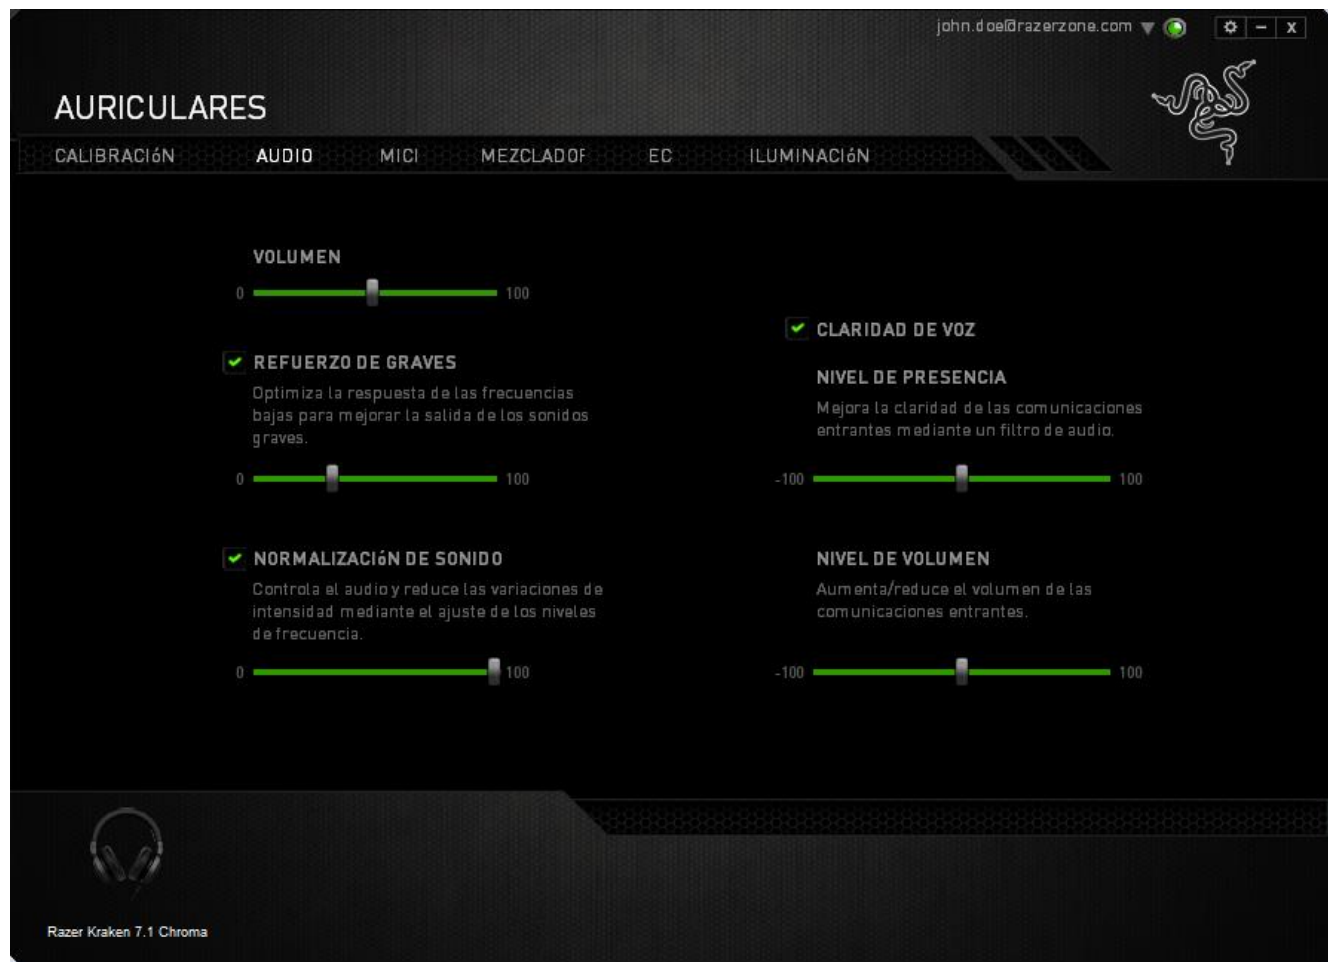 john.doe@razerzone.com
X
AURICULARES
CALIBRACIóN AUDIO MICI MEZCLADOF EC ILUMINACIóN
VOLUMEN
0 100
REFUERZO DE GRAVES
Optimiza la respuesta de las frecuencias
bajas para mejorar la salida de los sonidos
graves.
0 100
NORMALIZACIóN DE SONIDO
Controla el audio y reduce las variaciones de
intensidad mediante el ajuste de los niveles
de frecuencia.
0 100
CLARIDAD DE VOZ
NIVEL DE PRESENCIA
Mejora la claridad de las comunicaciones
entrantes mediante un filtro de audio.
-100 100
NIVEL DE VOLUMEN
Aumenta/reduce el volumen de las
comunicaciones entrantes.
-100 100
Razer Kraken 7.1 Chroma